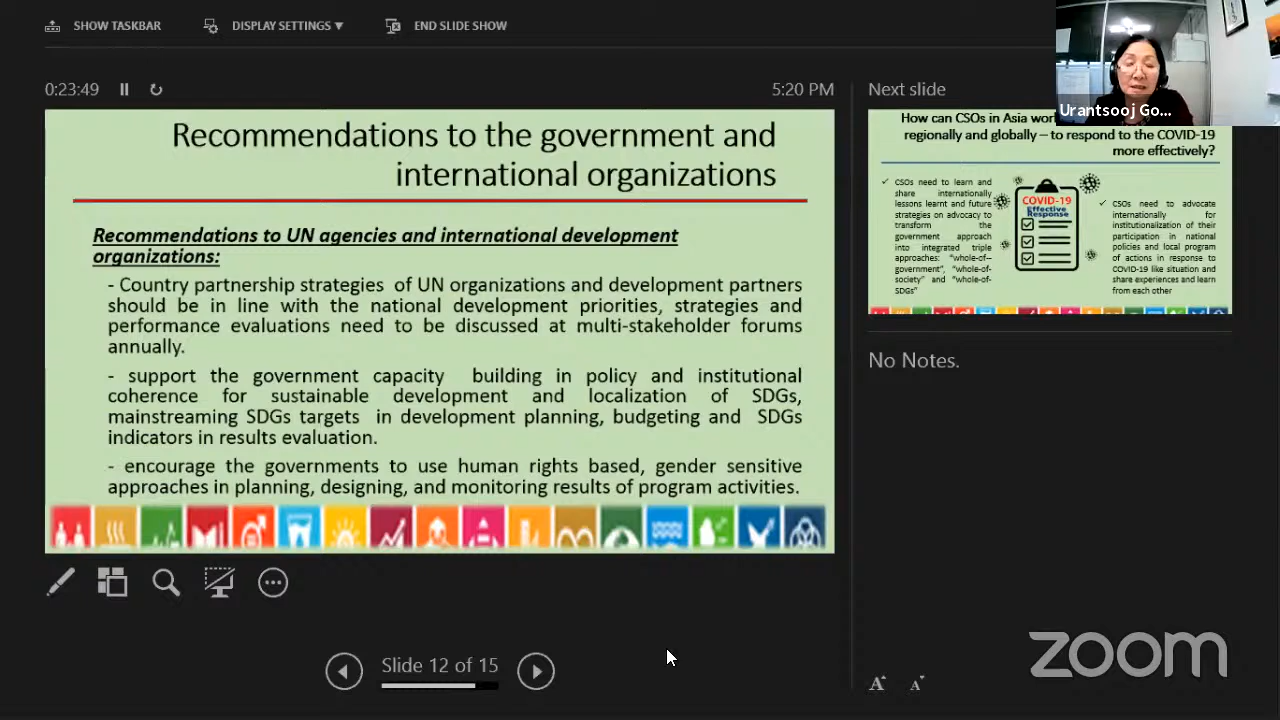 SHOW TASKBAR
DISPLAY SETTINGS ▼
END SLIDE SHOW
0:23:49
5:20 PM
Recommendations to the government and
international organizations
Recommendations to UN agencies and international development
organizations:
- Country partnership strategies of UN organizations and development partners
should be in line with the national development priorities, strategies and
performance evaluations need to be discussed at multi-stakeholder forums
annually.
- support the government capacity building in policy and institutional
coherence for sustainable development and localization of SDGs,
mainstreaming SDGs targets in development planning, budgeting and SDGs
indicators in results evaluation.
- encourage the governments to use human rights based, gender sensitive
approaches in planning, designing, and monitoring results of program activities.
Slide 12 of 15
Urantsooj Go...
Next slide
How can CSOs in Asia wor
regionally and globally – to respond to the COVID-19
more effectively?
✓ CSOs need to learn and
share internationally
lessons learnt and future
strategies on advocacy to
transform the
government approach
into integrated triple
approaches: "whole-of–
government", "whole-of-
society" and "whole-of-
SDGs"
COVID-19
Effective
Response
✓ CSOs need to advocate
internationally for
institutionalization of their
participation in national
policies and local program
of actions in response to
COVID-19 like situation and
share experiences and learn
from each other
No Notes.
A A
zoom